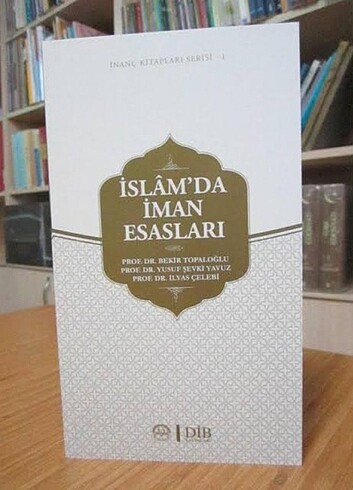 İNANÇ KİTAPLARI SERİSİ - 1
İSLÂM'DA
İMAN
ESASLARI
PROF. DR. BEKİR TOPALOĞLU
PROF. DR. YUSUF ŞEVKİ YAVUZ
PROF. DR. İLYAS ÇELEBİ
DİB